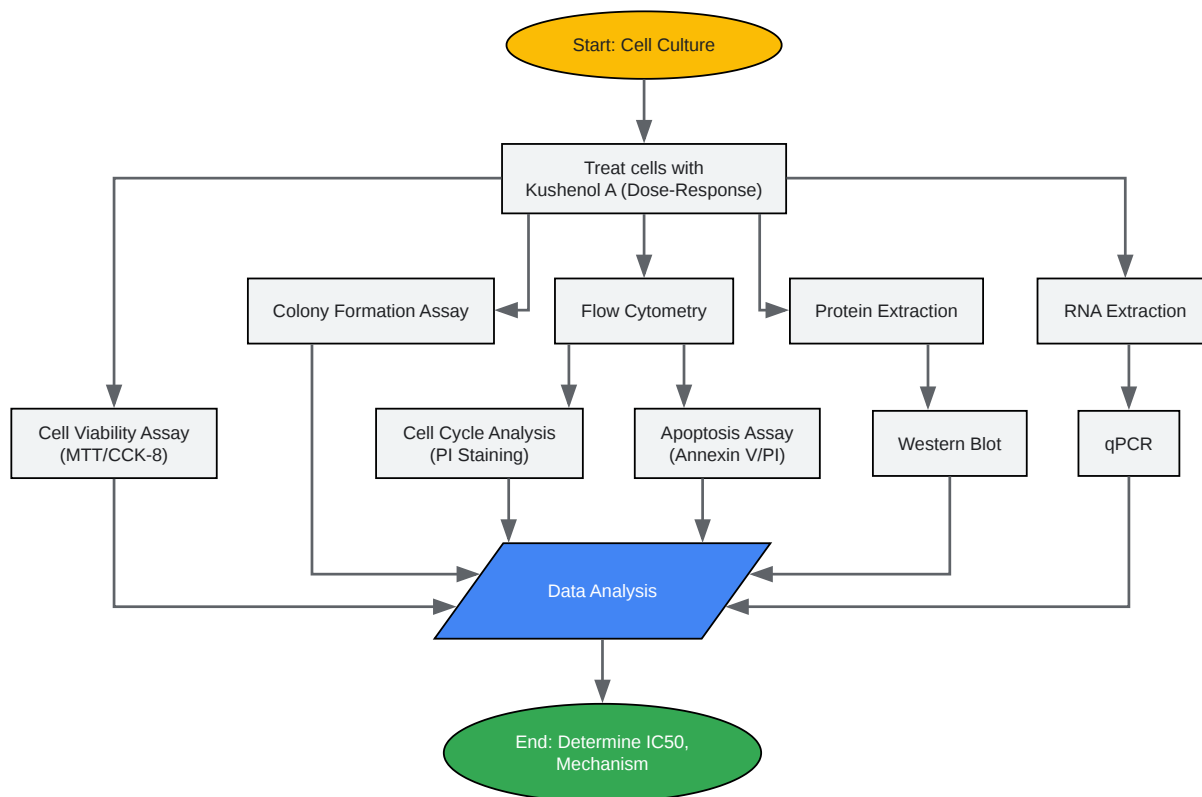 Start: Cell Culture
Treat cells with
Kushenol A (Dose-Response)
Colony Formation Assay
Flow Cytometry
Protein Extraction
RNA Extraction
Cell Viability Assay
(MTT/CCK-8)
Cell Cycle Analysis
(PI Staining)
Apoptosis Assay
(Annexin V/PI)
Western Blot
qPCR
Data Analysis
End: Determine IC50,
Mechanism